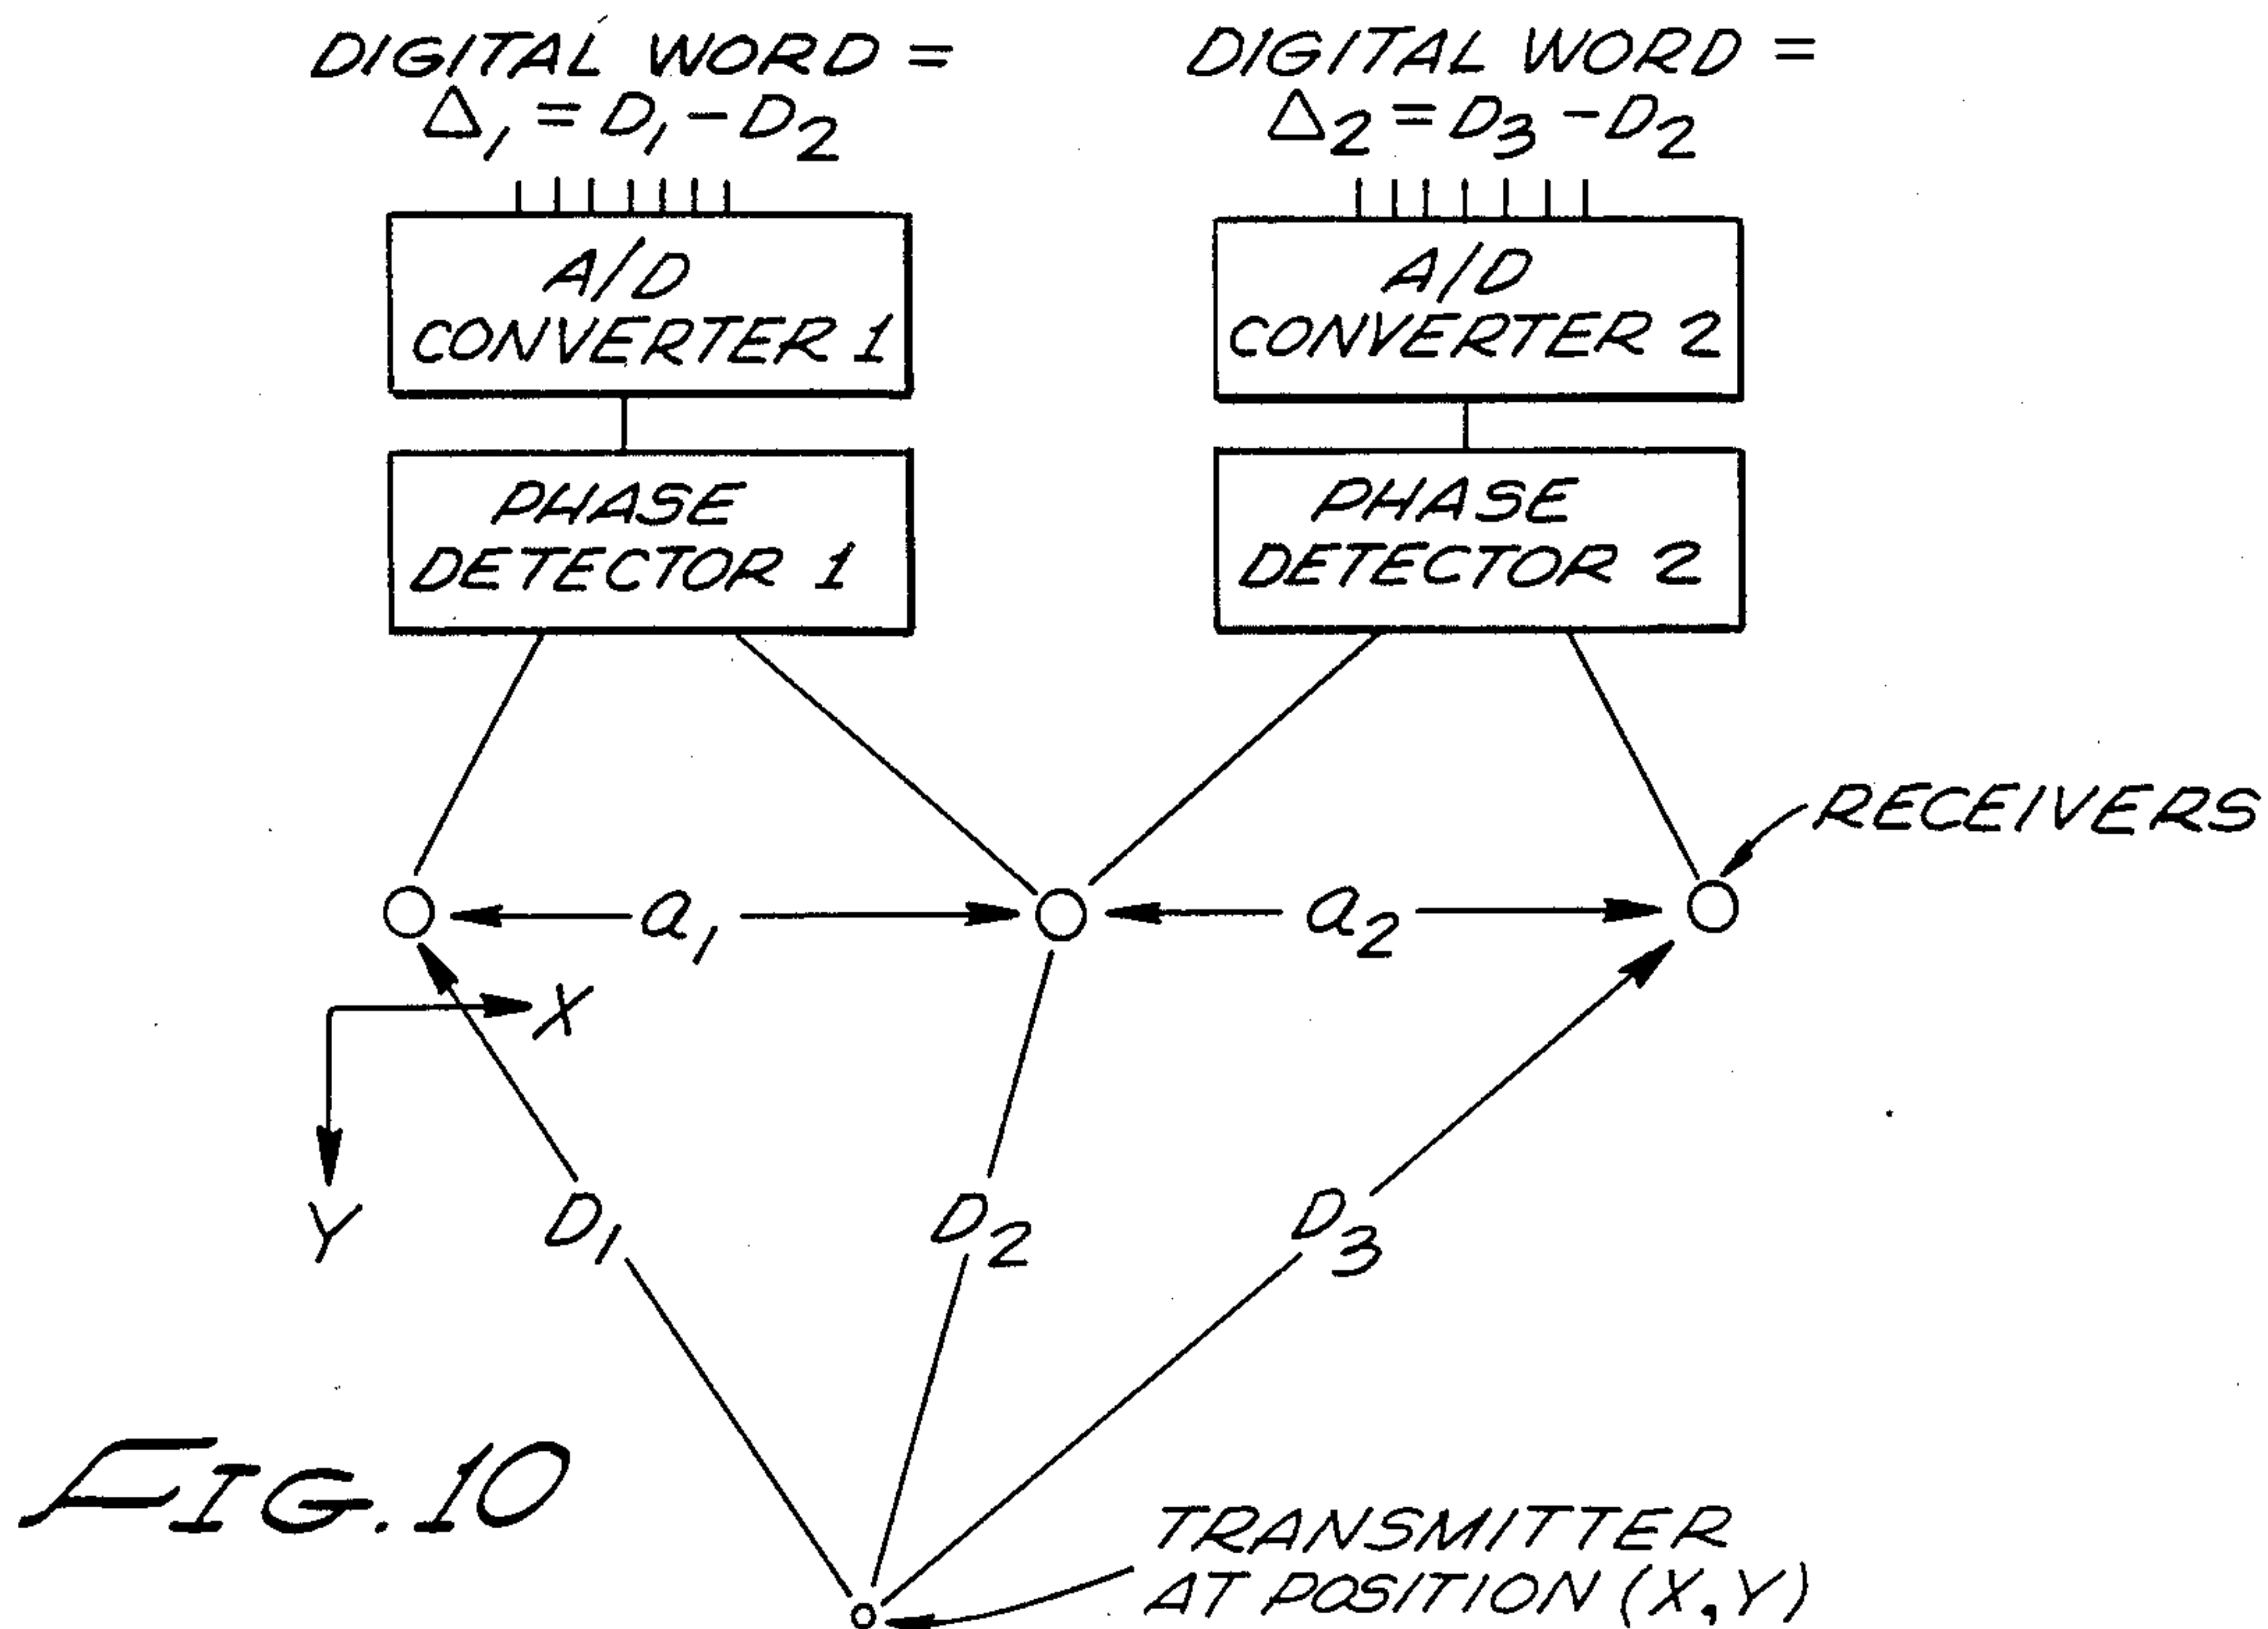 DIGITAL WORD =
Δ₁ = D₁ - D₂
DIGITAL WORD =
Δ₂ = D₃ - D₂
A/D
CONVERTER 1
A/D
CONVERTER 2
PHASE
DETECTOR 1
PHASE
DETECTOR 2
RECEIVERS
a₁
a₂
X
Y
D₁
D₂
D₃
FIG. 10
TRANSMITTER
AT POSITION (X, Y)